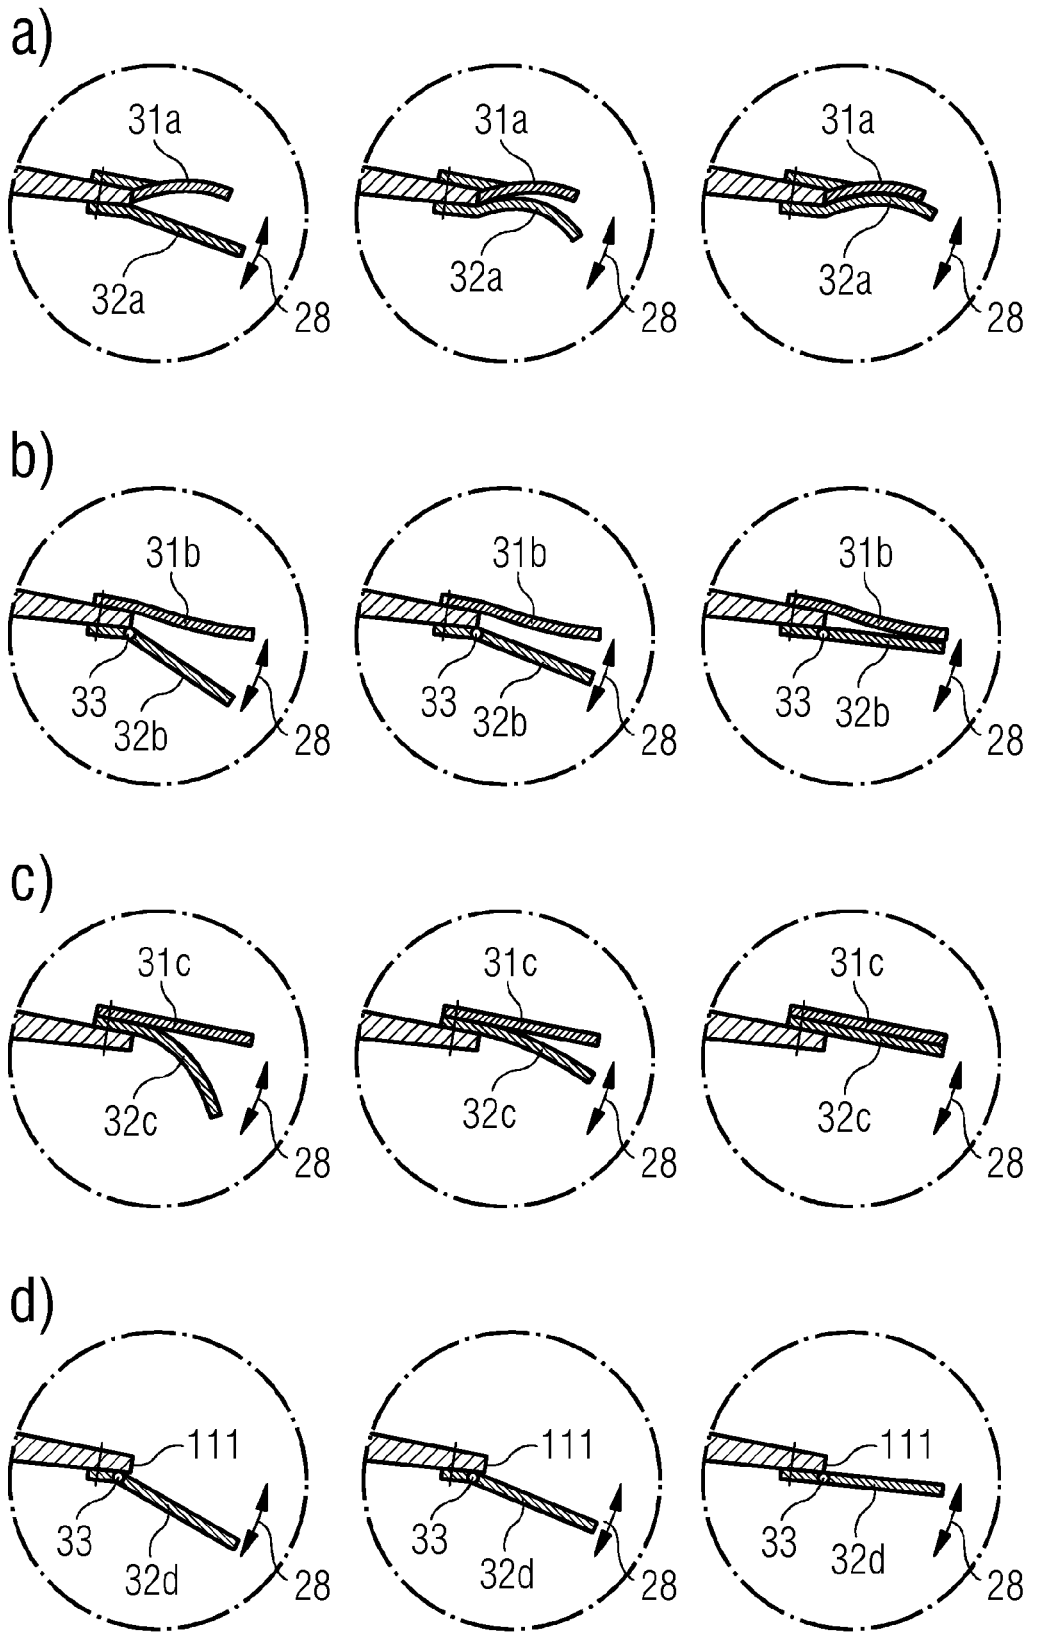 a)
31a 31a 31a
32a 28 32a 28 32a 28
b)
31b 31b 31b
33 32b 28 33 32b 28 33 32b 28
c)
31c 31c 31c
32c 28 32c 28 32c 28
d)
111 111 111
33 32d 28 33 32d 28 33 32d 28